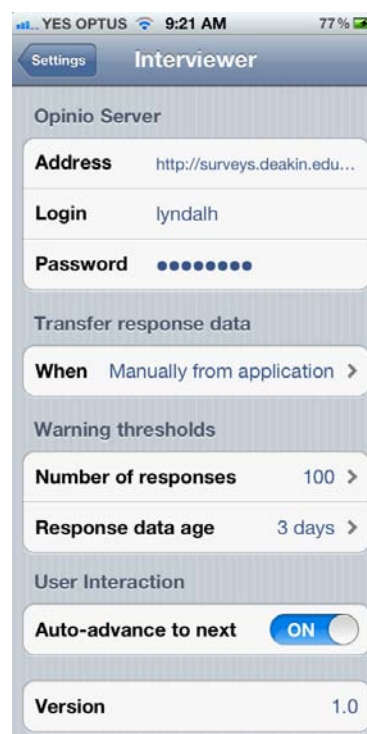 YES OPTUS 9:21 AM 77%
Settings Interviewer
Opinio Server
Address http://surveys.deakin.edu...
Login lyndalh
Password ●●●●●●●●
Transfer response data
When Manually from application
Warning thresholds
Number of responses 100
Response data age 3 days
User Interaction
Auto-advance to next ON
Version 1.0